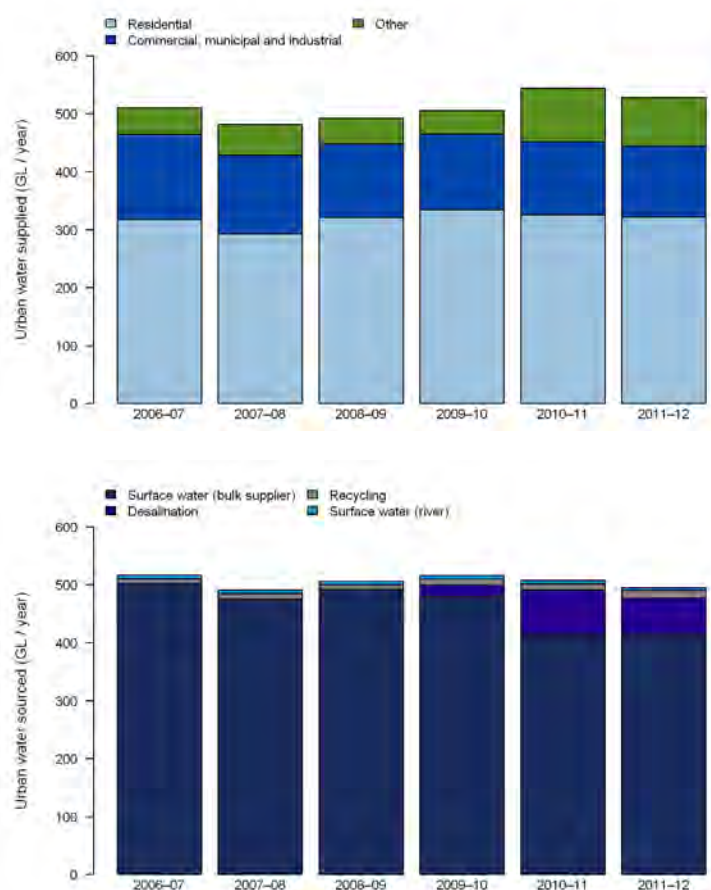 Residential
Other
Commercial, municipal and industrial
Urban water supplied (GL / year)
600
500
400
300
200
100
0
2006–07 2007–08 2008–09 2009–10 2010–11 2011–12
Surface water (bulk supplier)
Recycling
Desalination
Surface water (river)
Urban water sourced (GL / year)
600
500
400
300
200
100
0
2006–07 2007–08 2008–09 2009–10 2010–11 2011–12